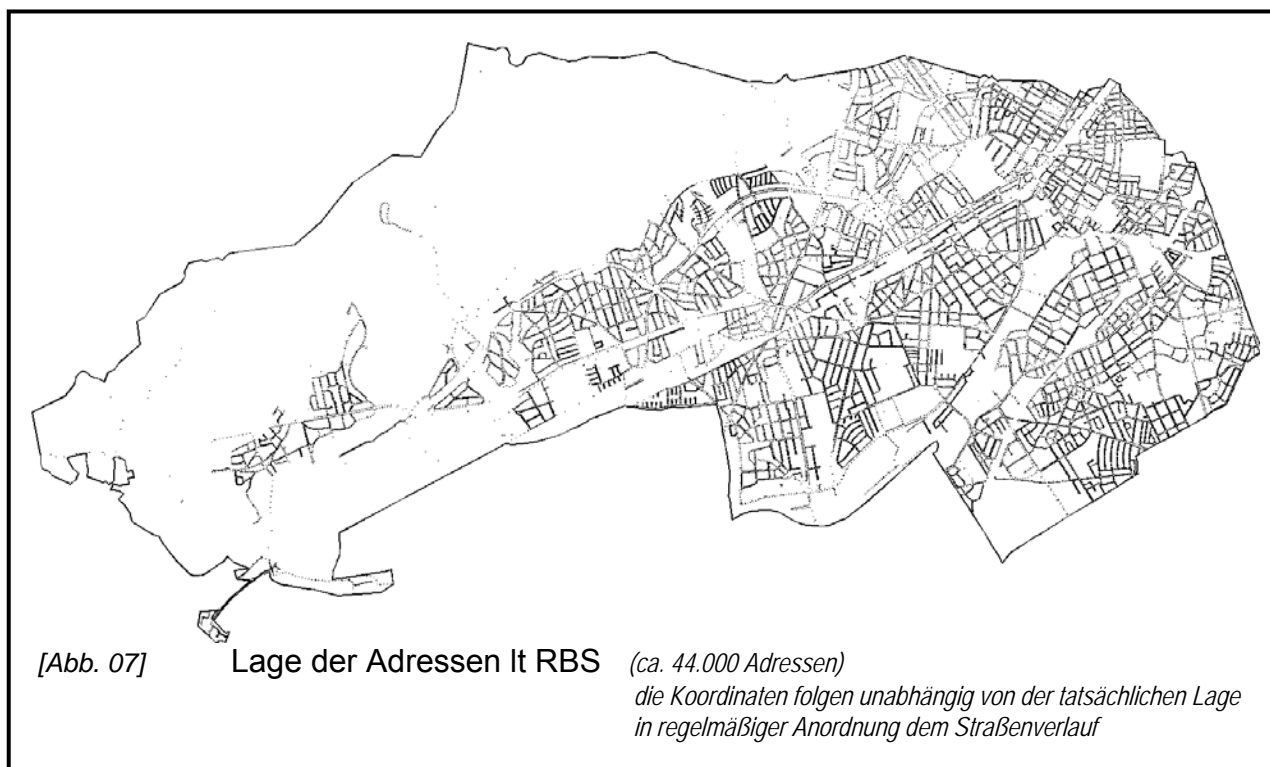 [Abb. 07] Lage der Adressen lt RBS (ca. 44.000 Adressen)
die Koordinaten folgen unabhängig von der tatsächlichen Lage
in regelmäßiger Anordnung dem Straßenverlauf